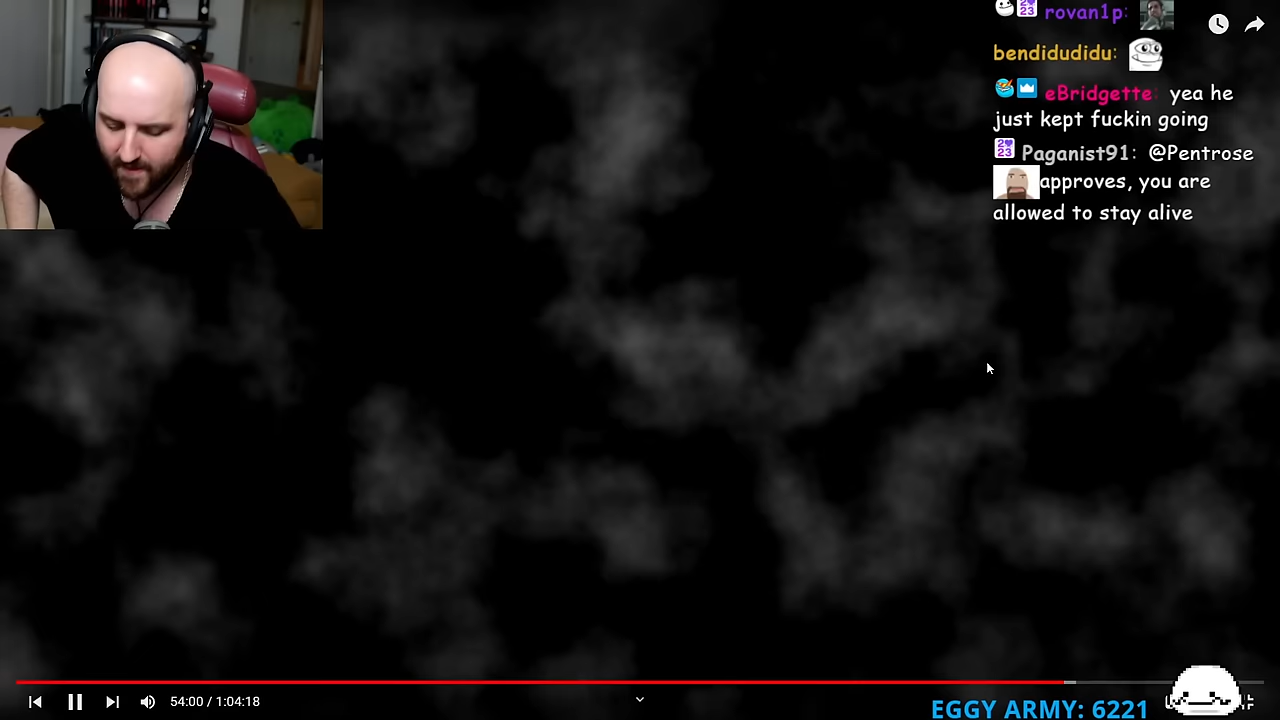 rovan1p:
bendidudidu:
eBridgette: yea he
just kept fuckin going
Paganist91: @Pentrose
approves, you are
allowed to stay alive
54:00 / 1:04:18
EGGY ARMY: 6221